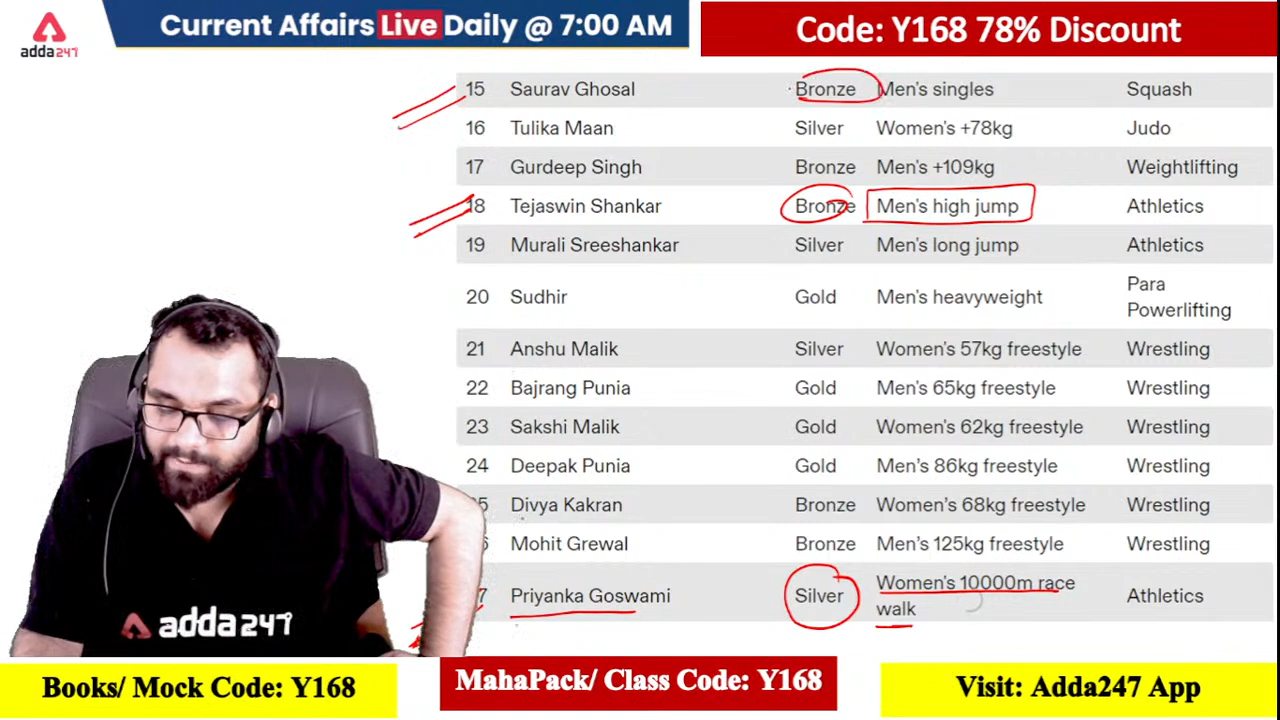 adda247
Current Affairs Live Daily @ 7:00 AM
Code: Y168 78% Discount
15 Saurav Ghosal Bronze Men's singles Squash
16 Tulika Maan Silver Women's +78kg Judo
17 Gurdeep Singh Bronze Men's +109kg Weightlifting
18 Tejaswin Shankar Bronze Men's high jump Athletics
19 Murali Sreeshankar Silver Men's long jump Athletics
20 Sudhir Gold Men's heavyweight Para
Powerlifting
21 Anshu Malik Silver Women's 57kg freestyle Wrestling
22 Bajrang Punia Gold Men's 65kg freestyle Wrestling
23 Sakshi Malik Gold Women's 62kg freestyle Wrestling
24 Deepak Punia Gold Men's 86kg freestyle Wrestling
5 Divya Kakran Bronze Women's 68kg freestyle Wrestling
Mohit Grewal Bronze Men's 125kg freestyle Wrestling
7 Priyanka Goswami Silver Women's 10000m race Athletics
walk
adda247
Books/ Mock Code: Y168
MahaPack/ Class Code: Y168
Visit: Adda247 App